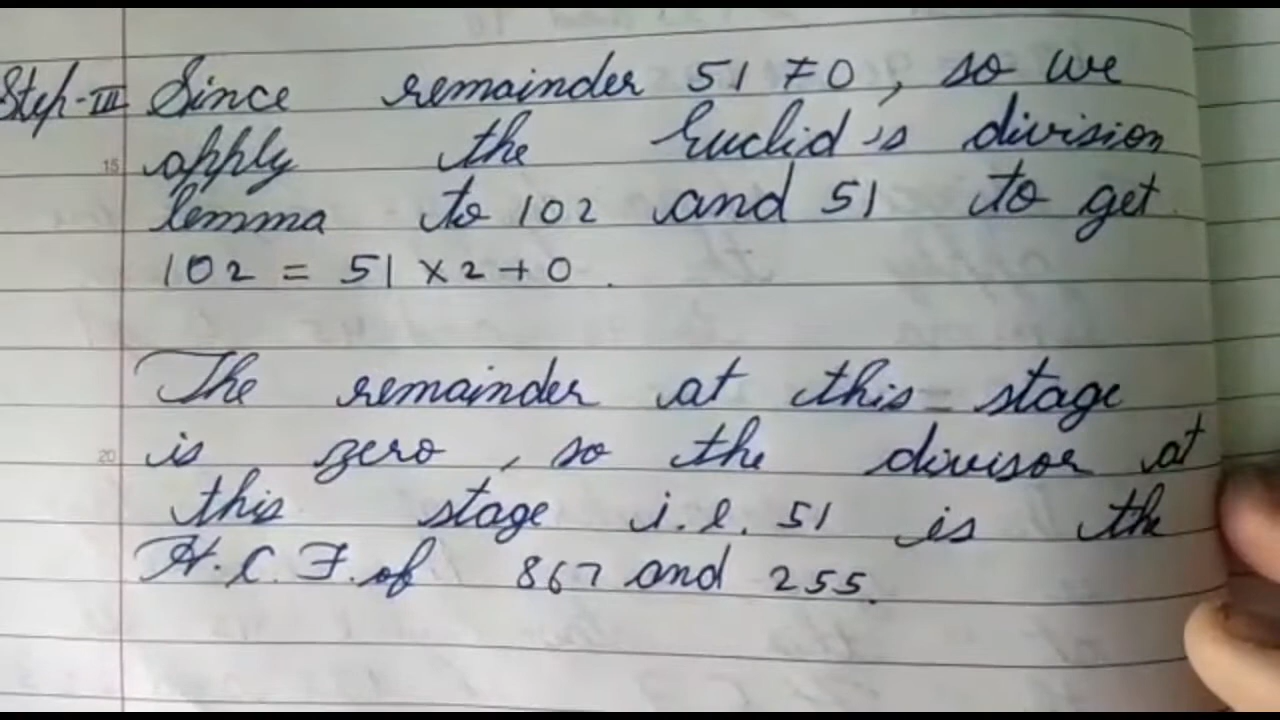 Step-III Since remainder 51 ≠ 0, so we
15 apply the Euclid's division
lemma to 102 and 51 to get
102 = 51 × 2 + 0.
The remainder at this stage
20 is zero, so the divisor at
this stage i.e. 51 is the
H.C.F. of 867 and 255.